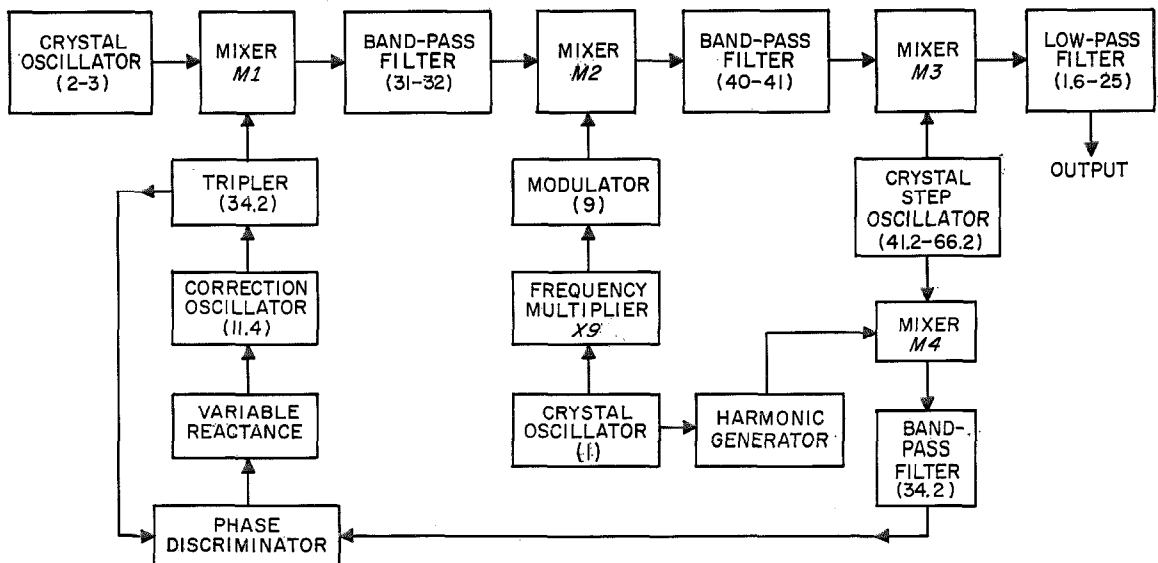 CRYSTAL
OSCILLATOR
(2-3)
MIXER
M1
BAND-PASS
FILTER
(31-32)
MIXER
M2
BAND-PASS
FILTER
(40-41)
MIXER
M3
LOW-PASS
FILTER
(1.6-25)
OUTPUT
TRIPLER
(34.2)
MODULATOR
(9)
CRYSTAL
STEP
OSCILLATOR
(41.2-66.2)
CORRECTION
OSCILLATOR
(11.4)
FREQUENCY
MULTIPLIER
X9
MIXER
M4
VARIABLE
REACTANCE
CRYSTAL
OSCILLATOR
(1)
HARMONIC
GENERATOR
BAND-
PASS
FILTER
(34.2)
PHASE
DISCRIMINATOR